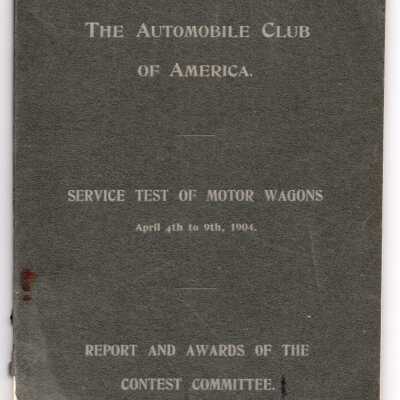 THE AUTOMOBILE CLUB
OF AMERICA.
SERVICE TEST OF MOTOR WAGONS
April 4th to 9th, 1904.
REPORT AND AWARDS OF THE
CONTEST COMMITTEE.